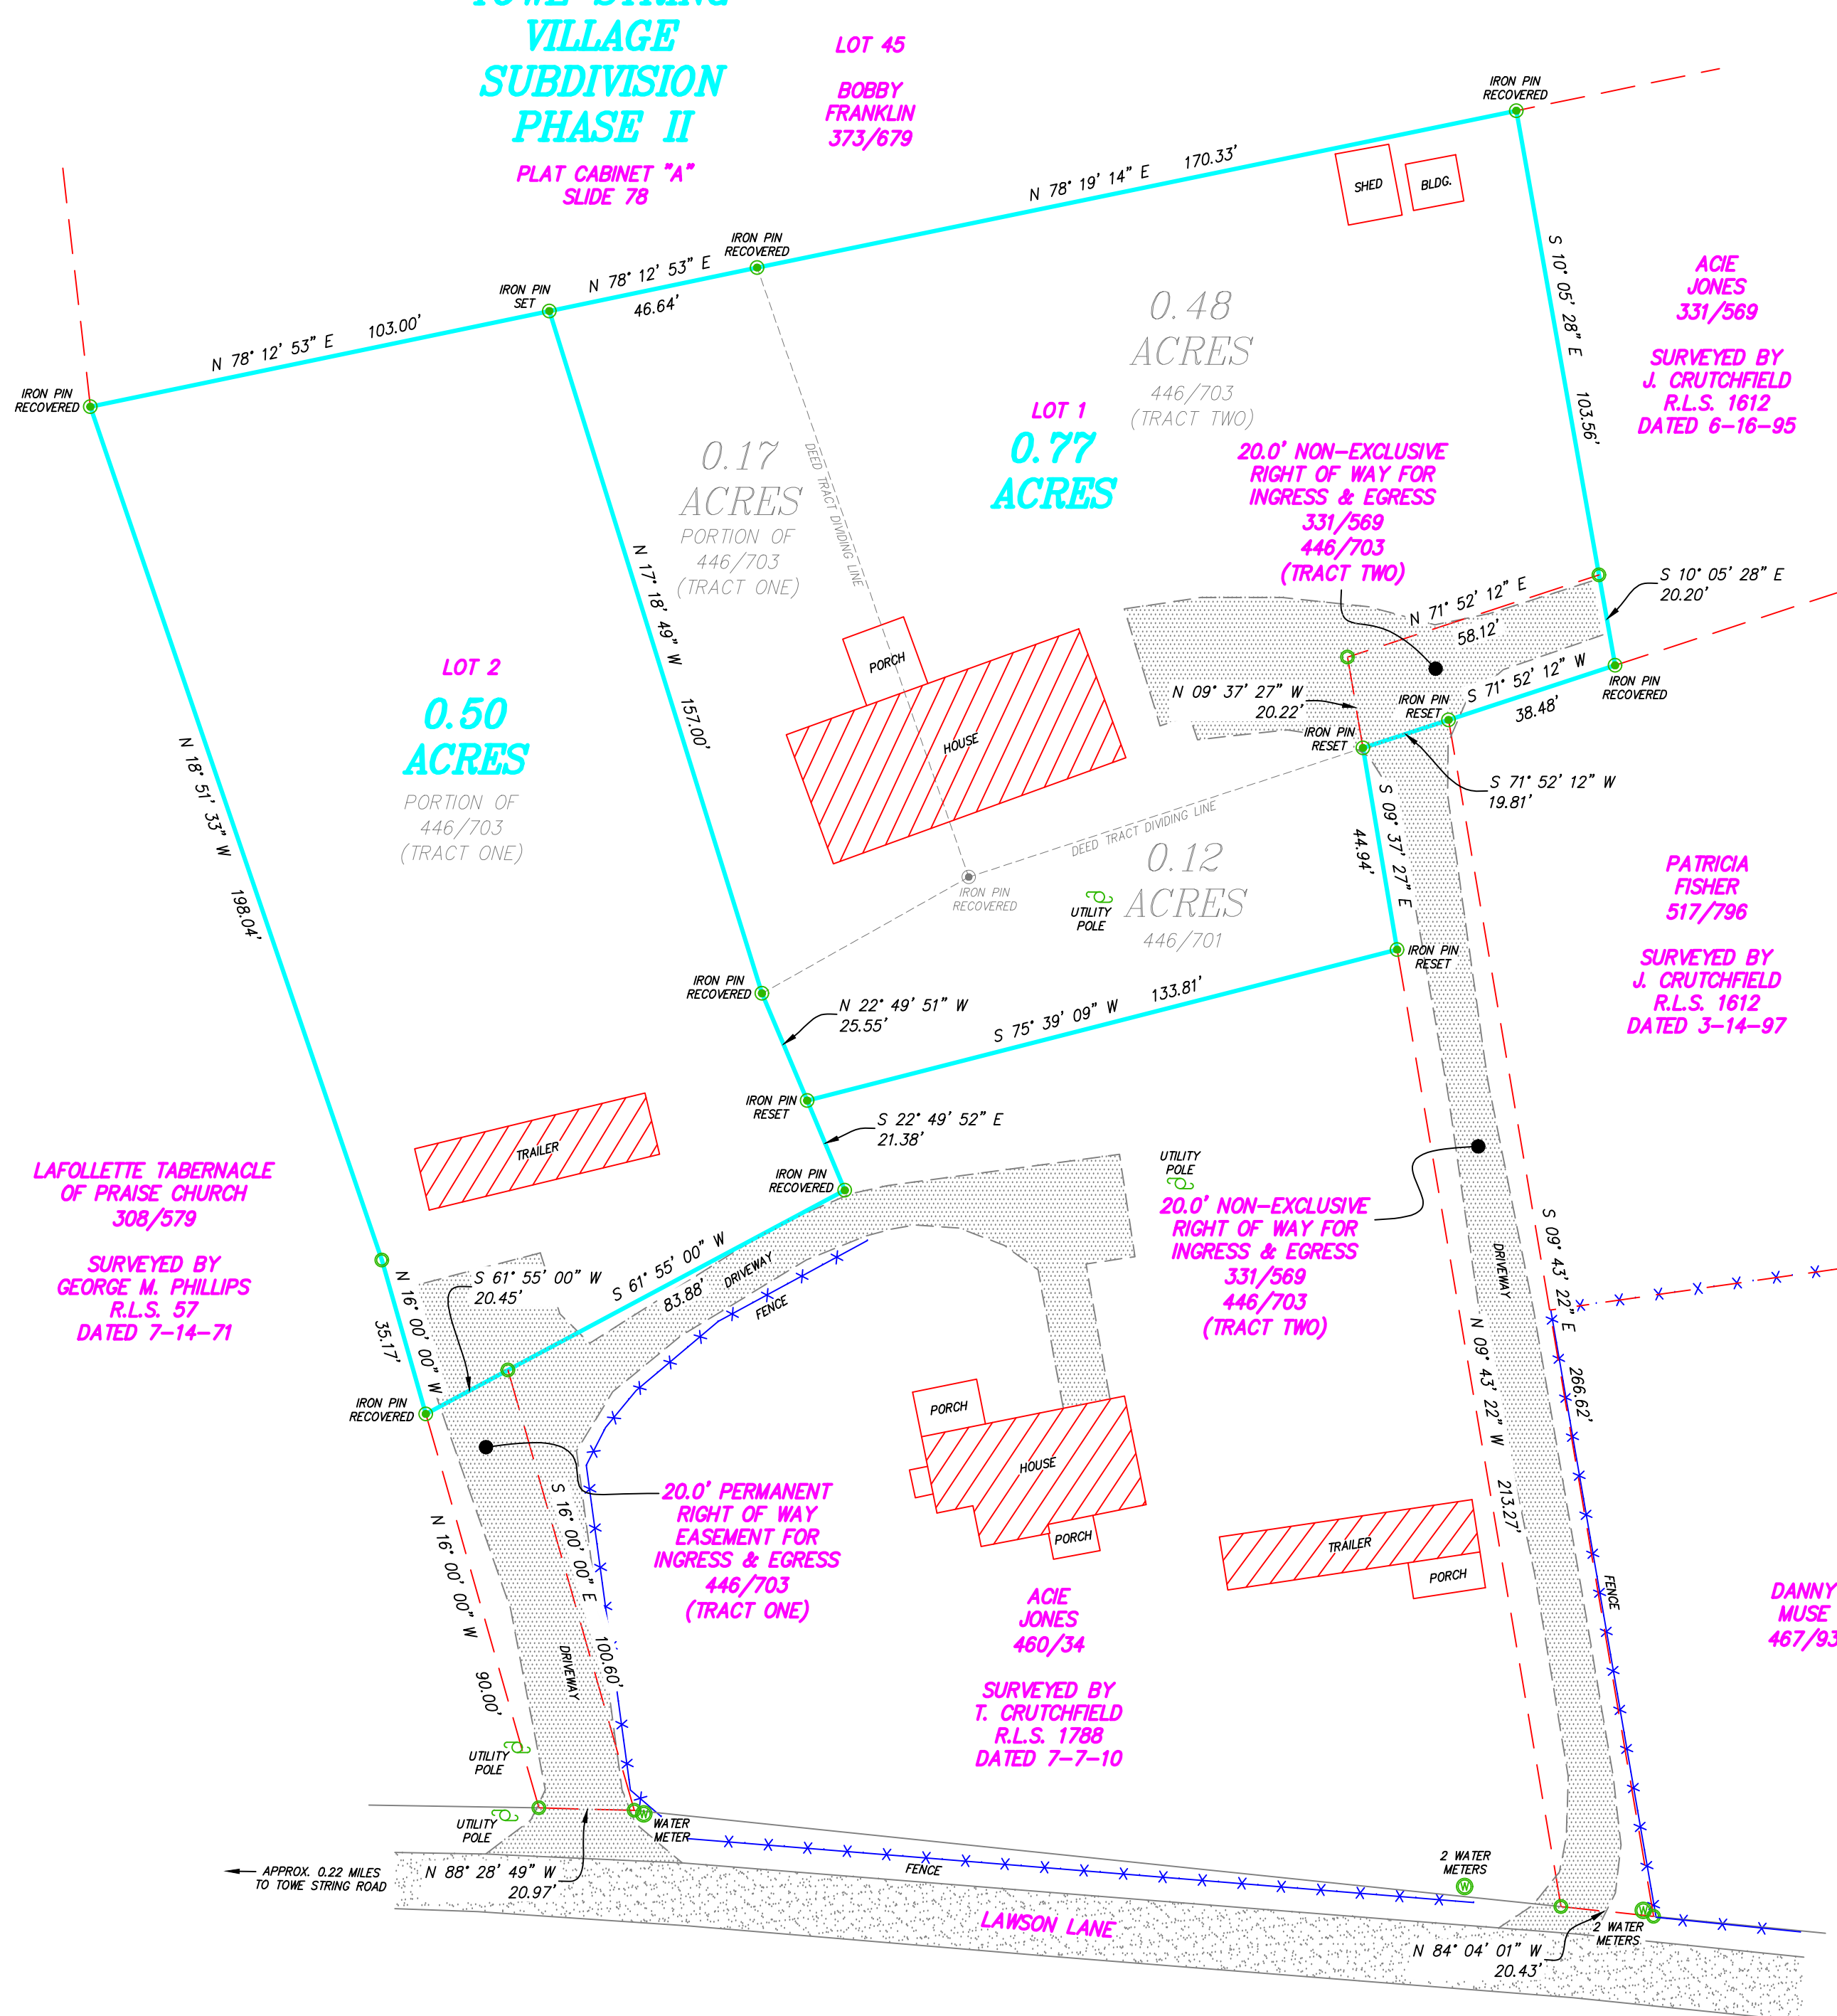 TOWE STRING
VILLAGE
SUBDIVISION
PHASE II
PLAT CABINET "A"
SLIDE 78
LOT 45
BOBBY
FRANKLIN
373/679
IRON PIN
RECOVERED
N 78° 19' 14" E 170.33'
SHED
BLDG.
IRON PIN
RECOVERED
N 78° 12' 53" E
46.64'
IRON PIN
SET
N 78° 12' 53" E 103.00'
IRON PIN
RECOVERED
S 10° 05' 28" E 103.56'
ACIE
JONES
331/569
SURVEYED BY
J. CRUTCHFIELD
R.L.S. 1612
DATED 6-16-95
0.48
ACRES
446/703
(TRACT TWO)
LOT 1
0.77
ACRES
0.17
ACRES
PORTION OF
446/703
(TRACT ONE)
DEED TRACT DIVIDING LINE
20.0' NON-EXCLUSIVE
RIGHT OF WAY FOR
INGRESS & EGRESS
331/569
446/703
(TRACT TWO)
S 10° 05' 28" E
20.20'
N 71° 52' 12" E
58.12'
N 17° 18' 49" W 157.00'
PORCH
HOUSE
N 09° 37' 27" W
20.22'
S 71° 52' 12" W
38.48'
IRON PIN
RECOVERED
IRON PIN
RESET
IRON PIN
RESET
S 71° 52' 12" W
19.81'
LOT 2
0.50
ACRES
PORTION OF
446/703
(TRACT ONE)
N 18° 51' 33" W 198.04'
DEED TRACT DIVIDING LINE
S 09° 37' 27" E
44.94'
0.12
ACRES
446/701
IRON PIN
RECOVERED
UTILITY
POLE
PATRICIA
FISHER
517/796
SURVEYED BY
J. CRUTCHFIELD
R.L.S. 1612
DATED 3-14-97
IRON PIN
RESET
IRON PIN
RECOVERED
N 22° 49' 51" W
25.55'
S 75° 39' 09" W 133.81'
IRON PIN
RESET
S 22° 49' 52" E
21.38'
TRAILER
IRON PIN
RECOVERED
LAFOLLETTE TABERNACLE
OF PRAISE CHURCH
308/579
SURVEYED BY
GEORGE M. PHILLIPS
R.L.S. 57
DATED 7-14-71
UTILITY
POLE
20.0' NON-EXCLUSIVE
RIGHT OF WAY FOR
INGRESS & EGRESS
331/569
446/703
(TRACT TWO)
S 61° 55' 00" W
20.45'
S 61° 55' 00" W
83.88'
DRIVEWAY
FENCE
N 16° 00' 00" W
35.17'
IRON PIN
RECOVERED
DRIVEWAY
S 09° 43' 22" E 266.62'
N 09° 43' 22" W 213.27'
PORCH
HOUSE
PORCH
20.0' PERMANENT
RIGHT OF WAY
EASEMENT FOR
INGRESS & EGRESS
446/703
(TRACT ONE)
N 16° 00' 00" W 90.00'
S 16° 00' 00" E 100.60'
DRIVEWAY
TRAILER
PORCH
FENCE
ACIE
JONES
460/34
SURVEYED BY
T. CRUTCHFIELD
R.L.S. 1788
DATED 7-7-10
DANNY
MUSE
467/93
UTILITY
POLE
UTILITY
POLE
W
WATER
METER
APPROX. 0.22 MILES
TO TOWE STRING ROAD
N 88° 28' 49" W
20.97'
FENCE
2 WATER
METERS
W
LAWSON LANE
W
2 WATER
METERS
N 84° 04' 01" W
20.43'